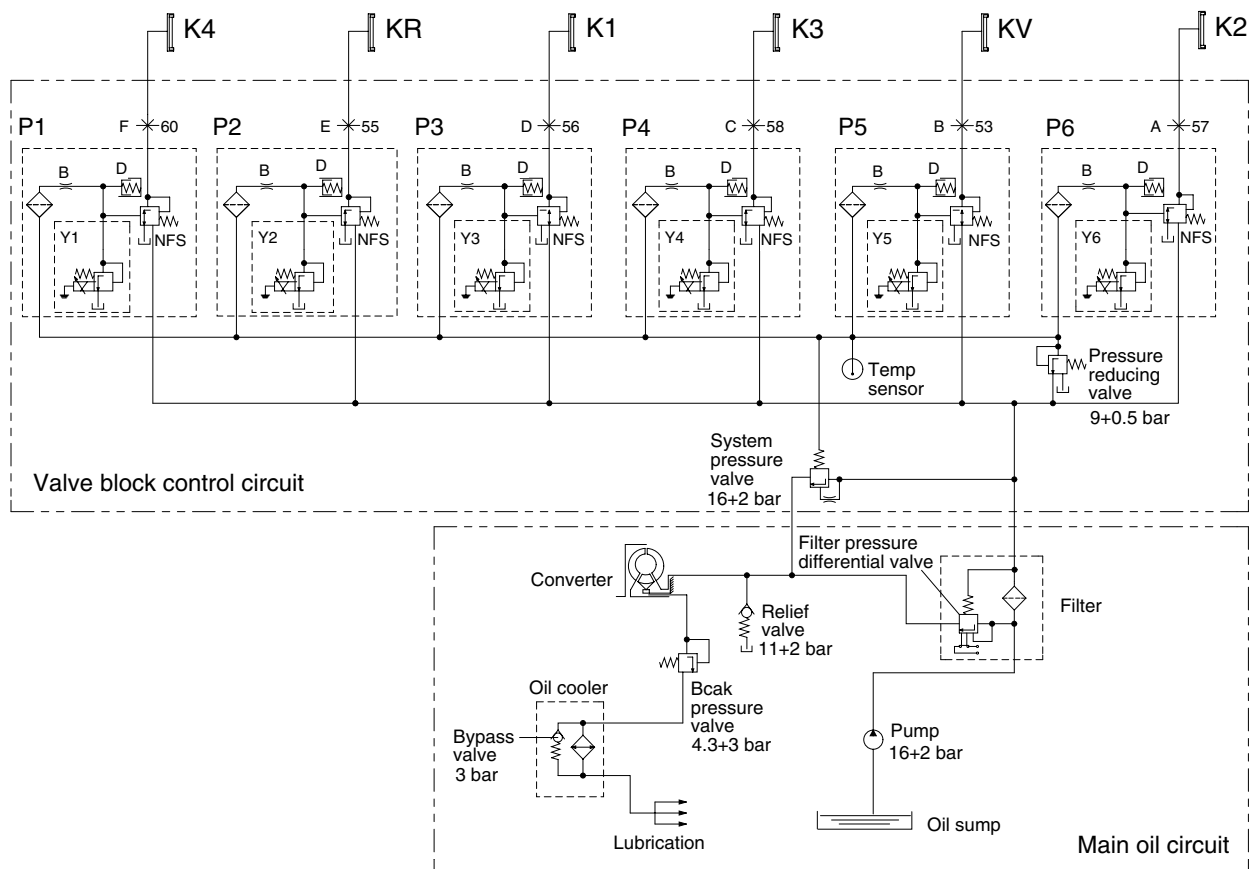 K4 KR K1 K3 KV K2
P1 F 60 P2 E 55 P3 D 56 P4 C 58 P5 B 53 P6 A 57
B D B D B D B D B D B D
Y1 NFS Y2 NFS Y3 NFS Y4 NFS Y5 NFS Y6 NFS
Temp
sensor
Pressure
reducing
valve
9+0.5 bar
System
pressure
valve
16+2 bar
Valve block control circuit
Filter pressure
differential valve
Converter
Filter
Relief
valve
11+2 bar
Oil cooler
Bcak
pressure
valve
4.3+3 bar
Bypass
valve
3 bar
Pump
16+2 bar
Oil sump
Lubrication
Main oil circuit